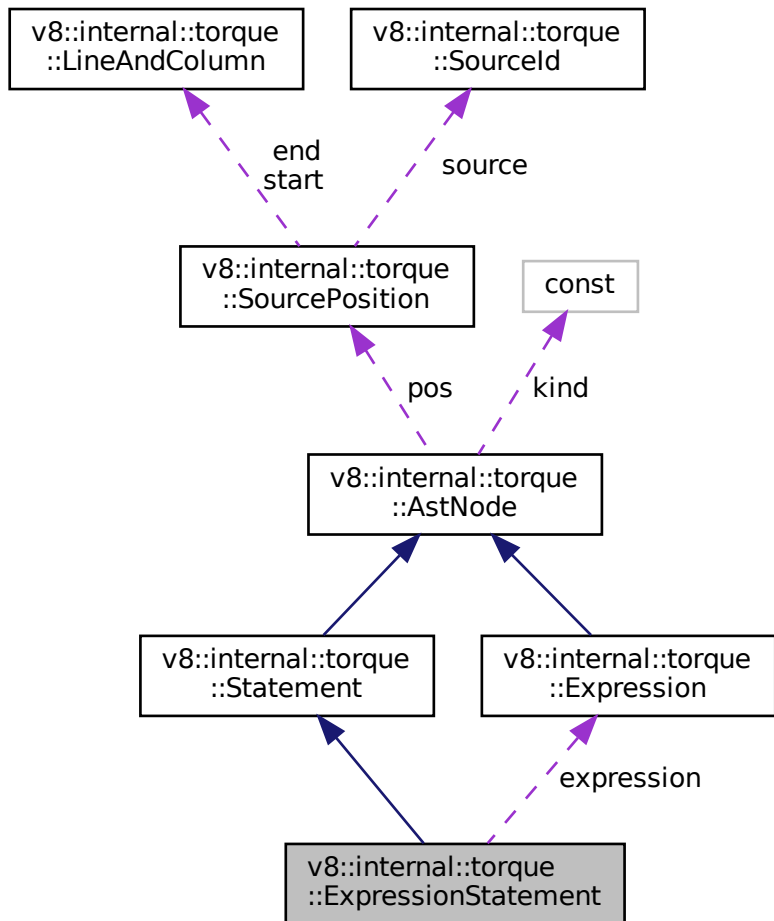 v8::internal::torque
::LineAndColumn
v8::internal::torque
::SourceId
end
start
source
v8::internal::torque
::SourcePosition
const
pos
kind
v8::internal::torque
::AstNode
v8::internal::torque
::Statement
v8::internal::torque
::Expression
expression
v8::internal::torque
::ExpressionStatement